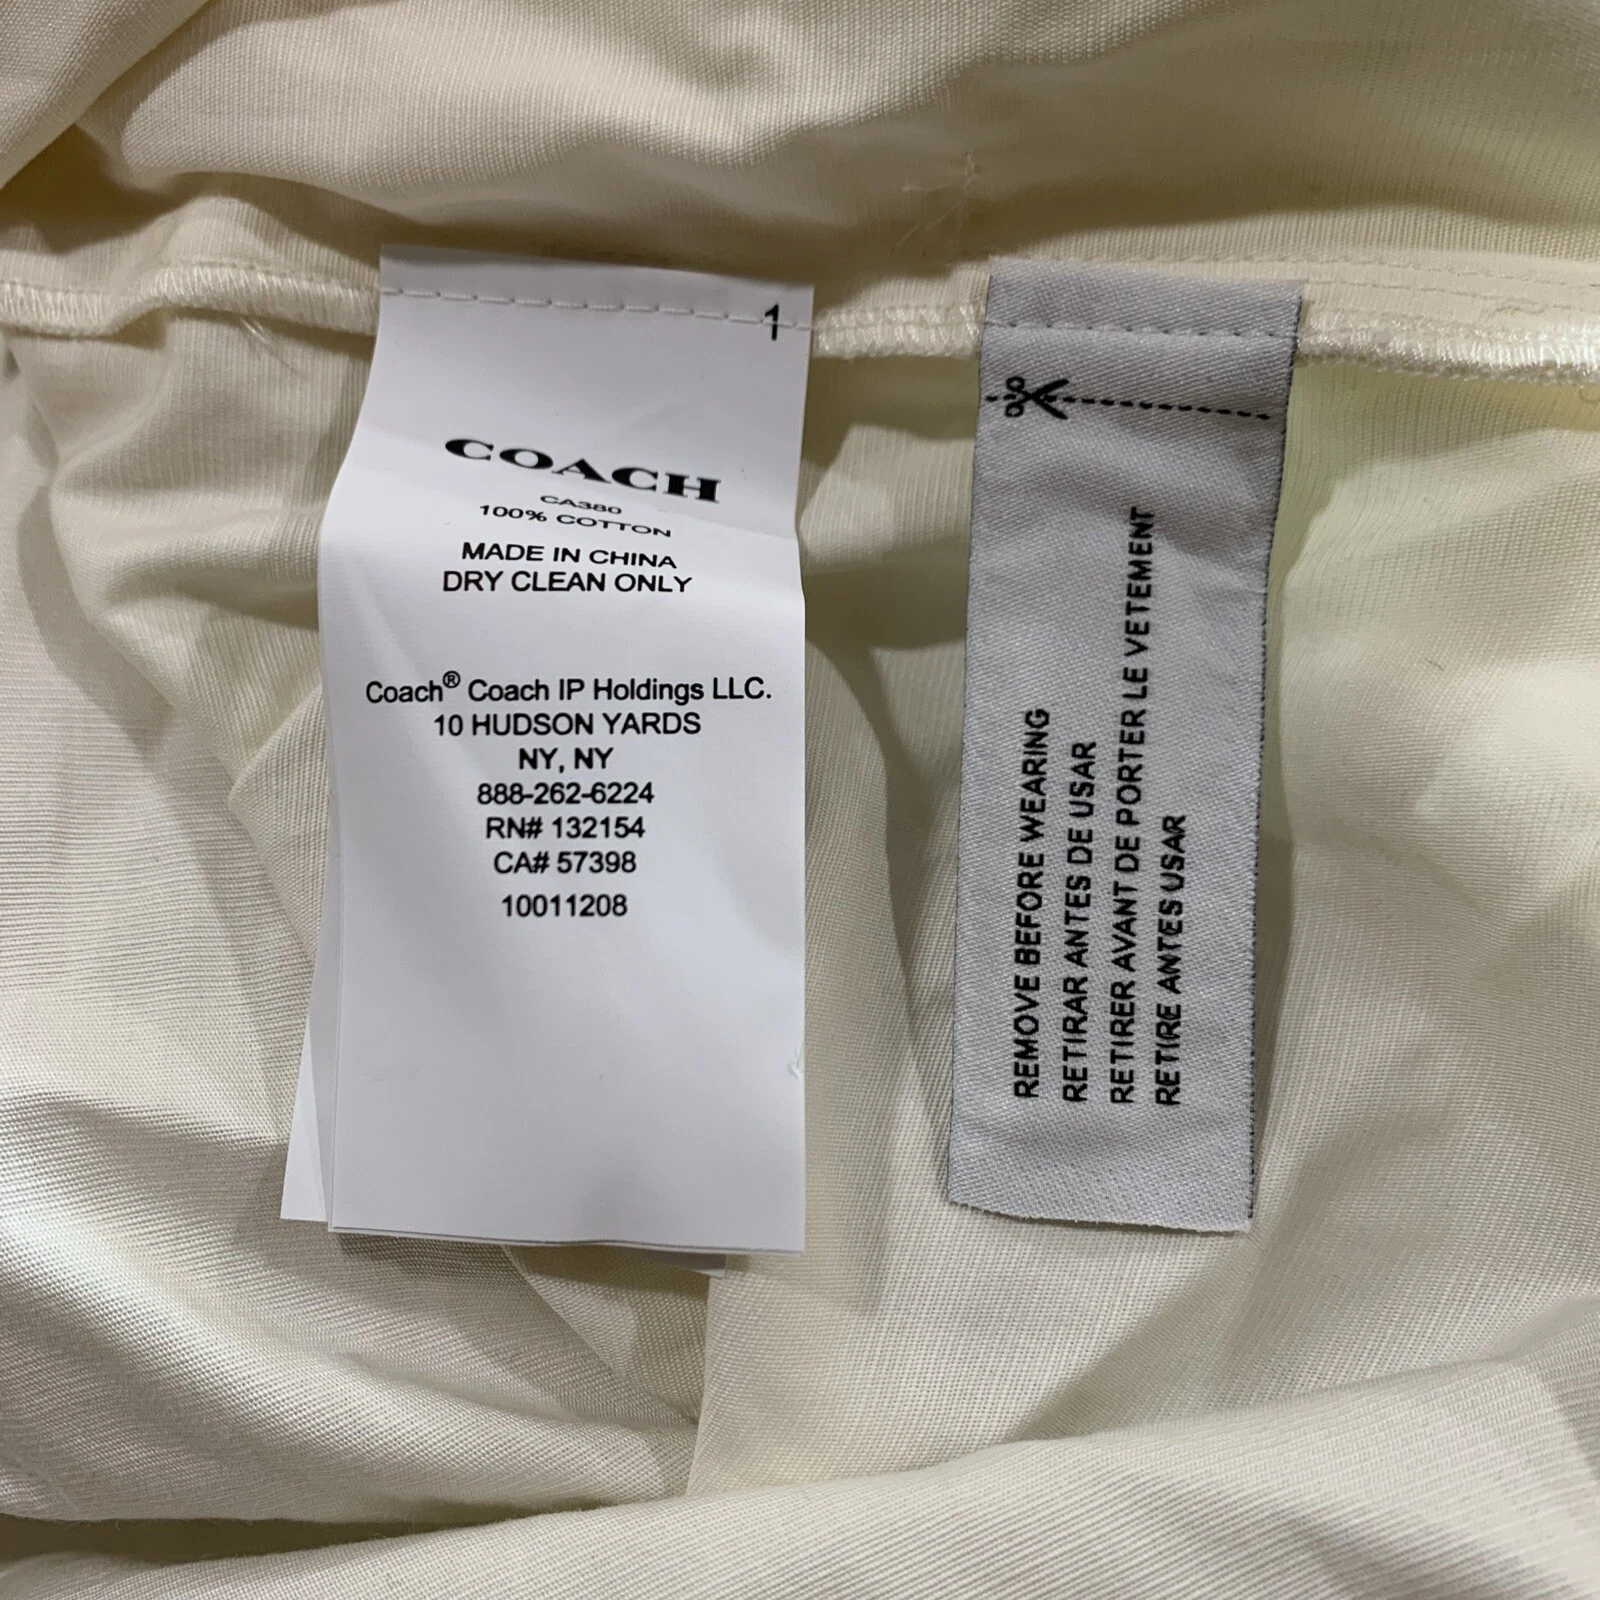 1
COACH
CA380
100% COTTON
MADE IN CHINA
DRY CLEAN ONLY
Coach® Coach IP Holdings LLC.
10 HUDSON YARDS
NY, NY
888-262-6224
RN# 132154
CA# 57398
10011208
REMOVE BEFORE WEARING
RETIRAR ANTES DE USAR
RETIRER AVANT DE PORTER LE VETEMENT
RETIRE ANTES USAR